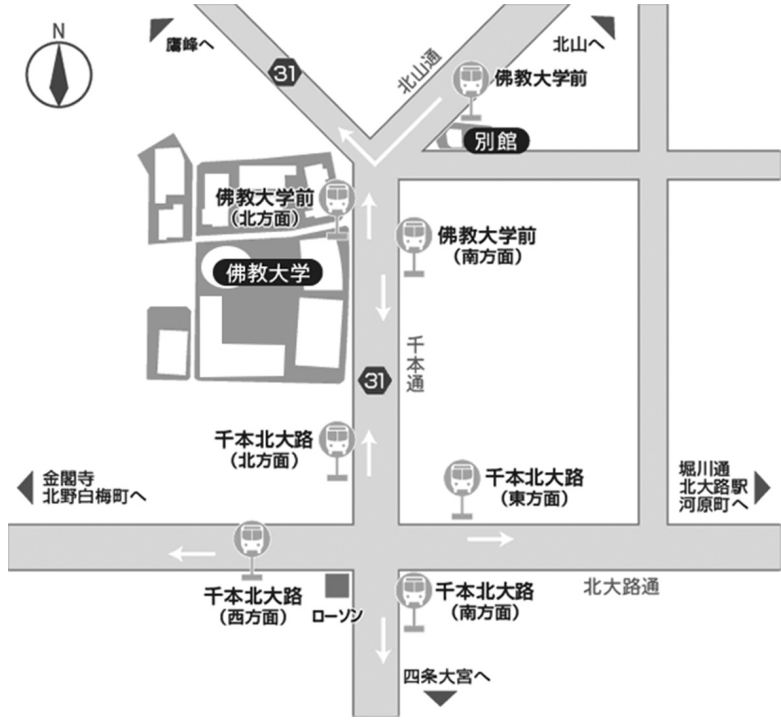 N
鷹峰へ
31
北山通
北山へ
佛教大学前
別館
佛教大学前
(北方面)
佛教大学前
(南方面)
佛教大学
千本通
31
千本北大路
(北方面)
千本北大路
(東方面)
金閣寺
北野白梅町へ
堀川通
北大路駅
河原町へ
千本北大路
(西方面)
ローソン
千本北大路
(南方面)
北大路通
四条大宮へ